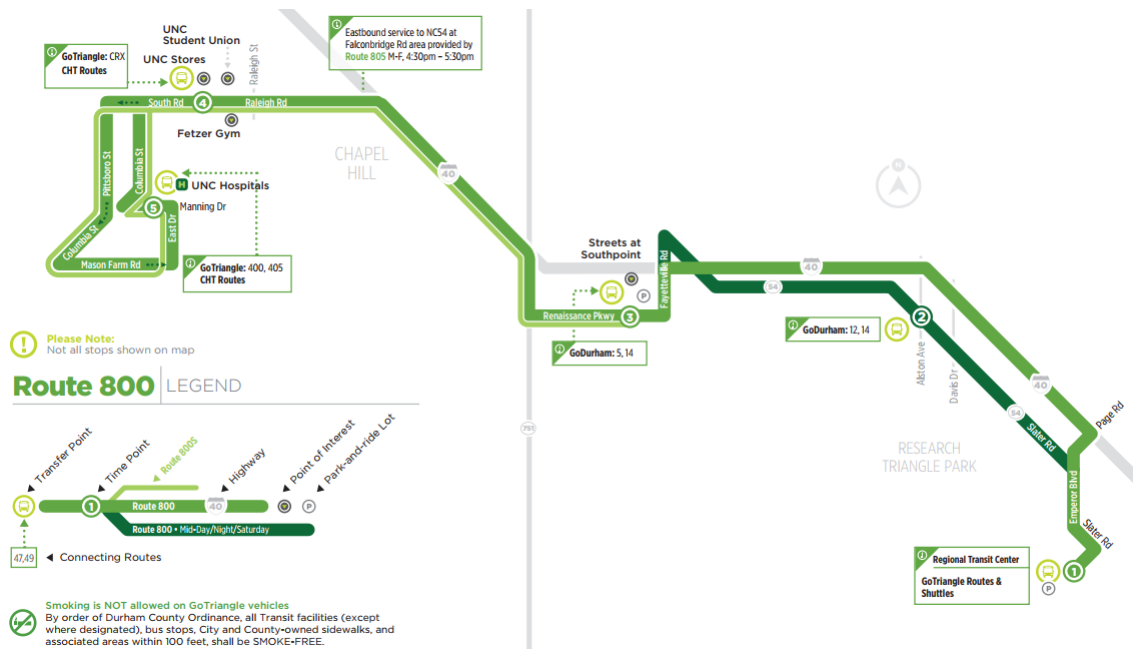 UNC
Student Union
UNC Stores
Raleigh St
GoTriangle: CRX
CHT Routes
Eastbound service to NC54 at
Falconbridge Rd area provided by
Route 805 M-F, 4:30pm – 5:30pm
South Rd
4
Raleigh Rd
Fetzer Gym
CHAPEL
HILL
40
Pittsboro St
Columbia St
H UNC Hospitals
5
Manning Dr
East Dr
Columbia St
Mason Farm Rd
GoTriangle: 400, 405
CHT Routes
N
Streets at
Southpoint
P
Fayetteville Rd
40
54
Renaissance Pkwy
3
GoDurham: 5, 14
GoDurham: 12, 14
2
Alston Ave
Davis Dr
40
54
Slater Rd
Page Rd
751
RESEARCH
TRIANGLE PARK
Emperor Blvd
Slater Rd
Regional Transit Center
GoTriangle Routes &
Shuttles
1
P
Please Note:
Not all stops shown on map
Route 800 LEGEND
Transfer Point
Time Point
Route 800S
Highway
Point of Interest
Park-and-ride Lot
1
Route 800
40
P
Route 800 • Mid-Day/Night/Saturday
47,49
Connecting Routes
Smoking is NOT allowed on GoTriangle vehicles
By order of Durham County Ordinance, all Transit facilities (except
where designated), bus stops, City and County-owned sidewalks, and
associated areas within 100 feet, shall be SMOKE-FREE.